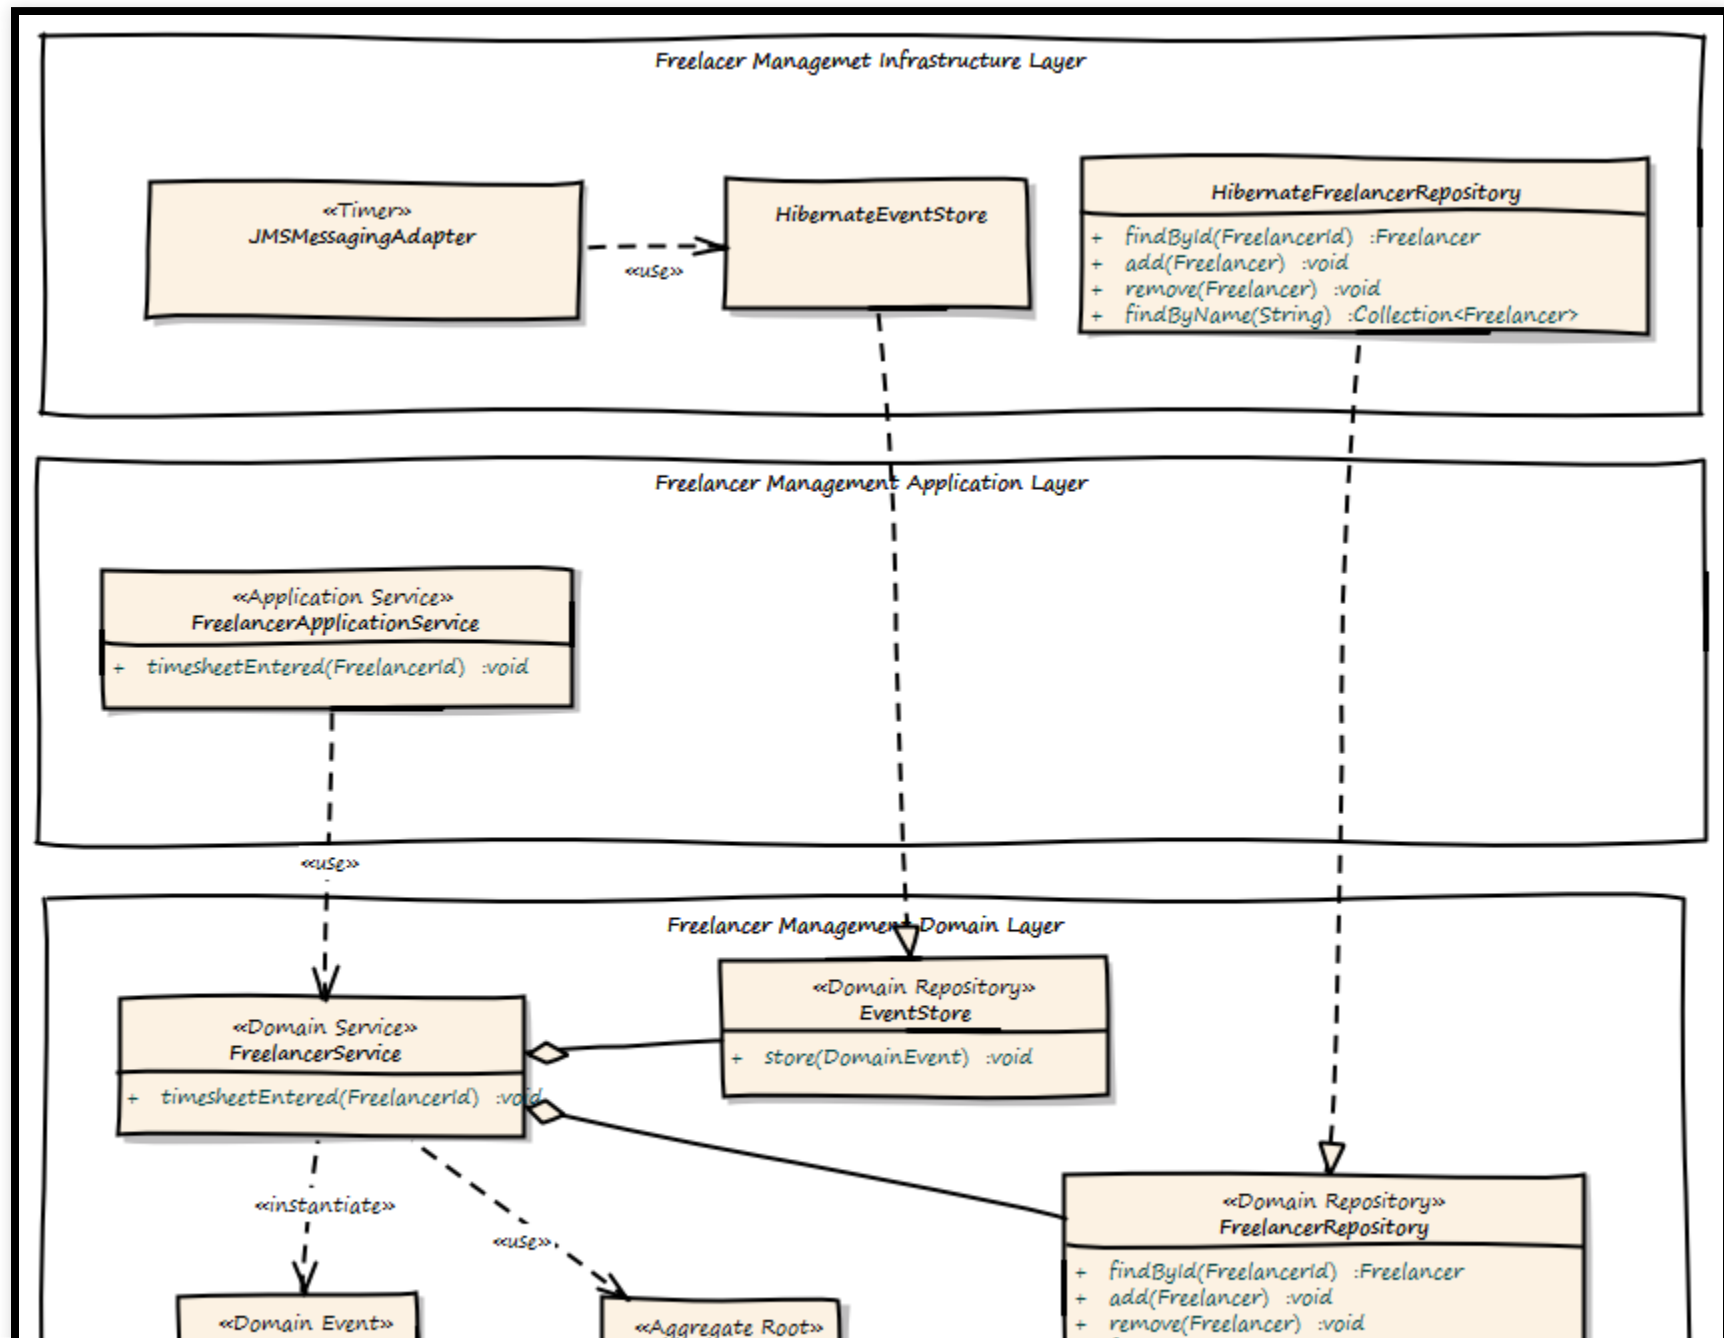 Freelacer Managemet Infrastructure Layer
«Timer»
JMSMessagingAdapter
«use»
HibernateEventStore
HibernateFreelancerRepository
+ findById(FreelancerId) :Freelancer
+ add(Freelancer) :void
+ remove(Freelancer) :void
+ findByName(String) :Collection<Freelancer>
Freelancer Management Application Layer
«Application Service»
FreelancerApplicationService
+ timesheetEntered(FreelancerId) :void
«use»
Freelancer Management Domain Layer
«Domain Service»
FreelancerService
+ timesheetEntered(FreelancerId) :void
«Domain Repository»
EventStore
+ store(DomainEvent) :void
«instantiate»
«use»
«Domain Repository»
FreelancerRepository
+ findById(FreelancerId) :Freelancer
+ add(Freelancer) :void
+ remove(Freelancer) :void
«Domain Event»
«Aggregate Root»